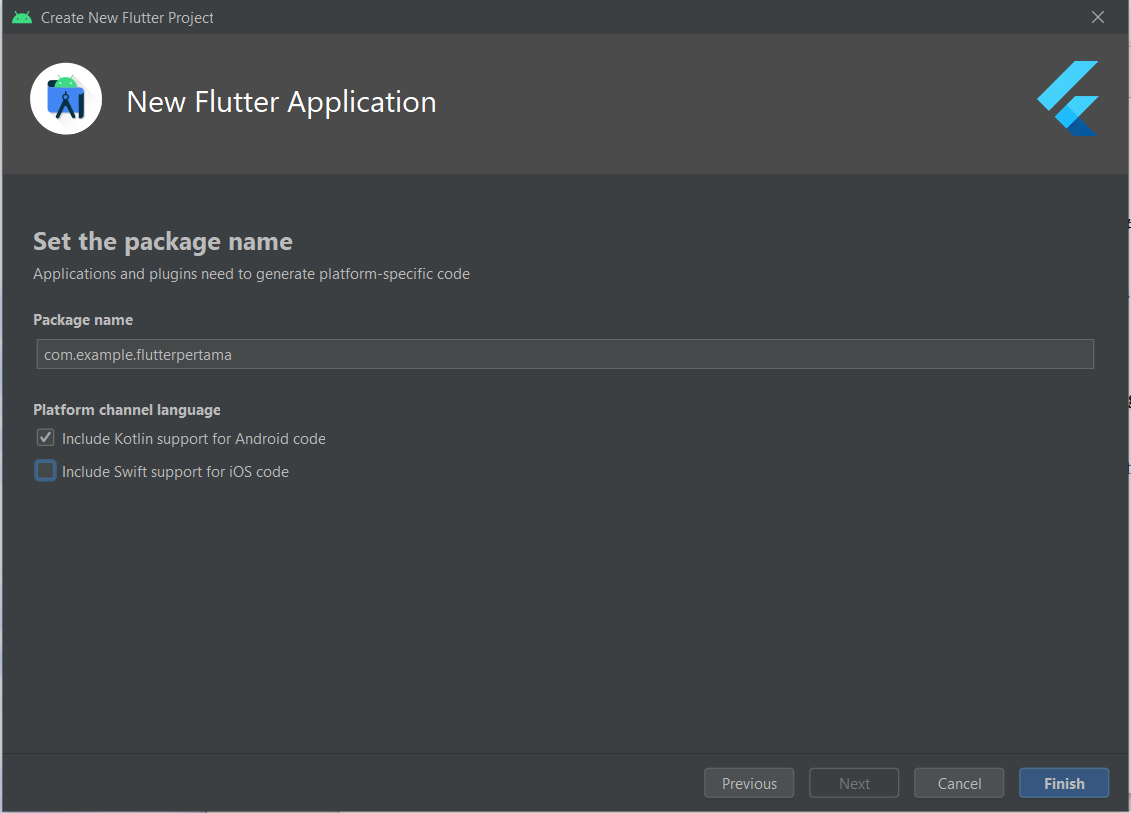 Create New Flutter Project
New Flutter Application
Set the package name
Applications and plugins need to generate platform-specific code
Package name
com.example.flutterpertama
Platform channel language
Include Kotlin support for Android code
Include Swift support for iOS code
Previous
Next
Cancel
Finish